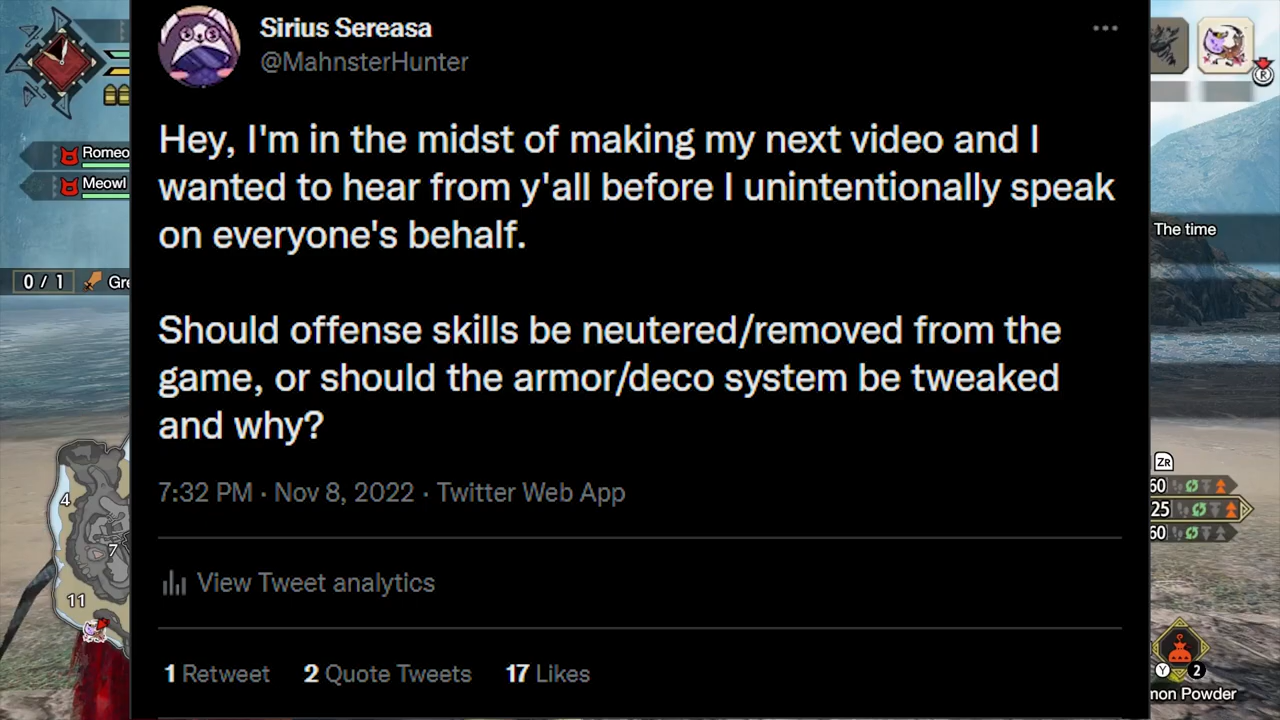 Sirius Sereasa
@MahnsterHunter
Hey, I'm in the midst of making my next video and I
wanted to hear from y'all before I unintentionally speak
on everyone's behalf.
Should offense skills be neutered/removed from the
game, or should the armor/deco system be tweaked
and why?
7:32 PM · Nov 8, 2022 · Twitter Web App
View Tweet analytics
1 Retweet 2 Quote Tweets 17 Likes
Romeo
Meowl
0 / 1 Gre
4
7
11
R
The time
ZR
60
25
60
Y 2
mon Powder